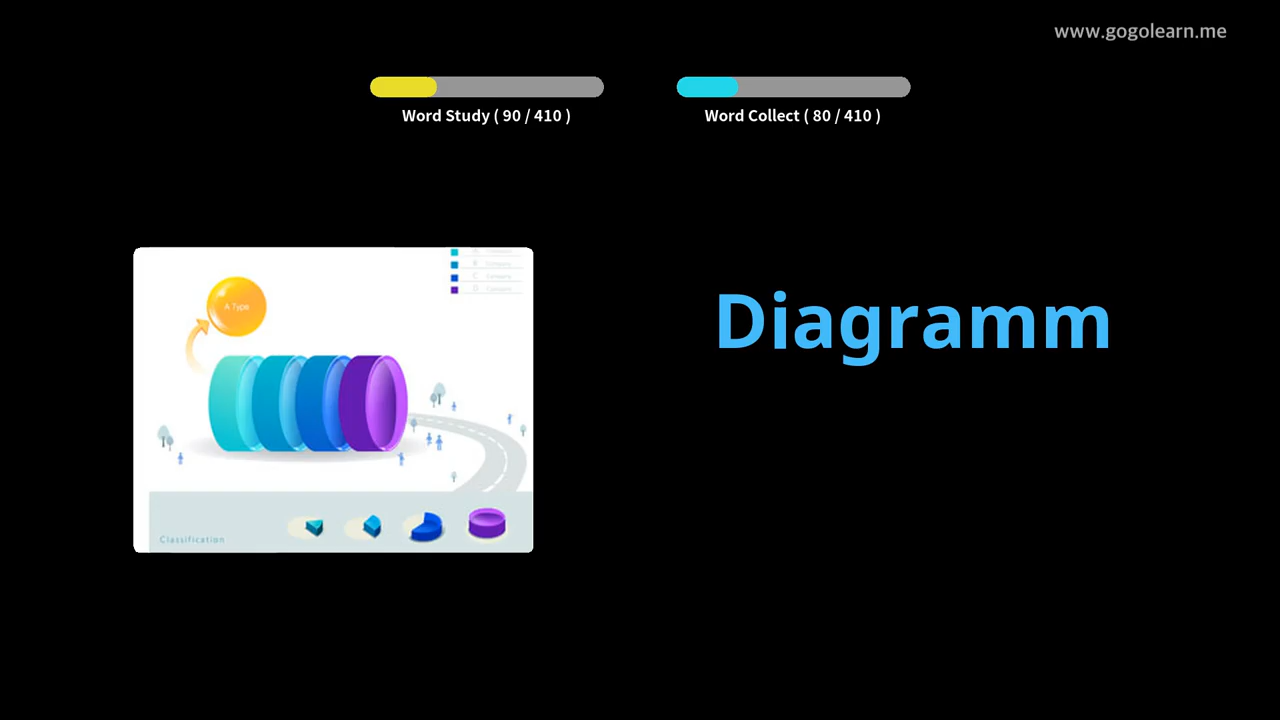 www.gogolearn.me
Word Study ( 90 / 410 )
Word Collect ( 80 / 410 )
A Type
Diagramm
Classification